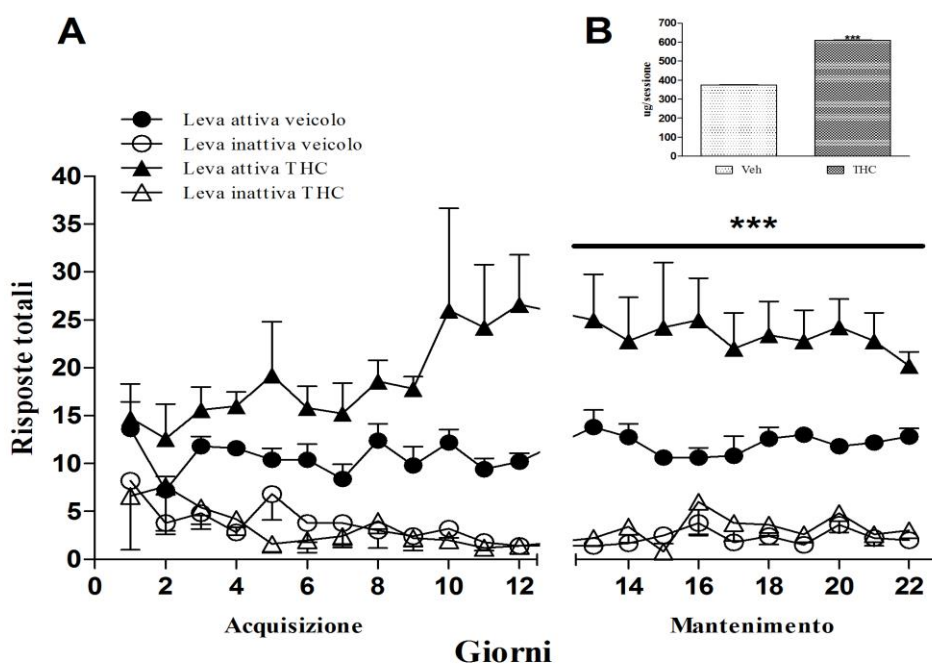 A
B
700
600
500
400
300
200
100
0
ug/sessione
***
Veh
THC
Leva attiva veicolo
Leva inattiva veicolo
Leva attiva THC
Leva inattiva THC
***
40
35
30
25
20
15
10
5
0
Risposte totali
0 2 4 6 8 10 12 14 16 18 20 22
Acquisizione
Mantenimento
Giorni